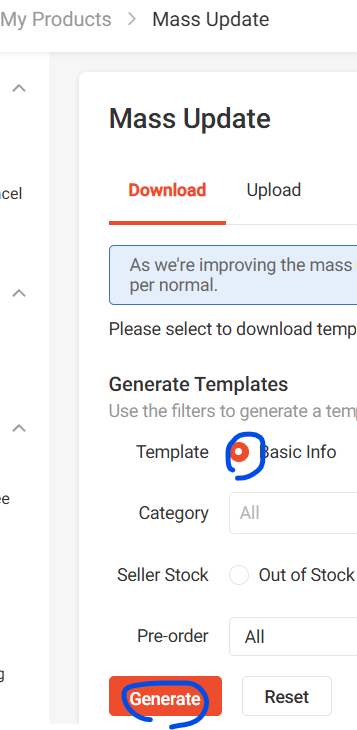 My Products > Mass Update
ncel
ee
g
Mass Update
Download Upload
As we're improving the mass
per normal.
Please select to download temp
Generate Templates
Use the filters to generate a temp
Template Basic Info
Category All
Seller Stock Out of Stock
Pre-order All
Generate Reset